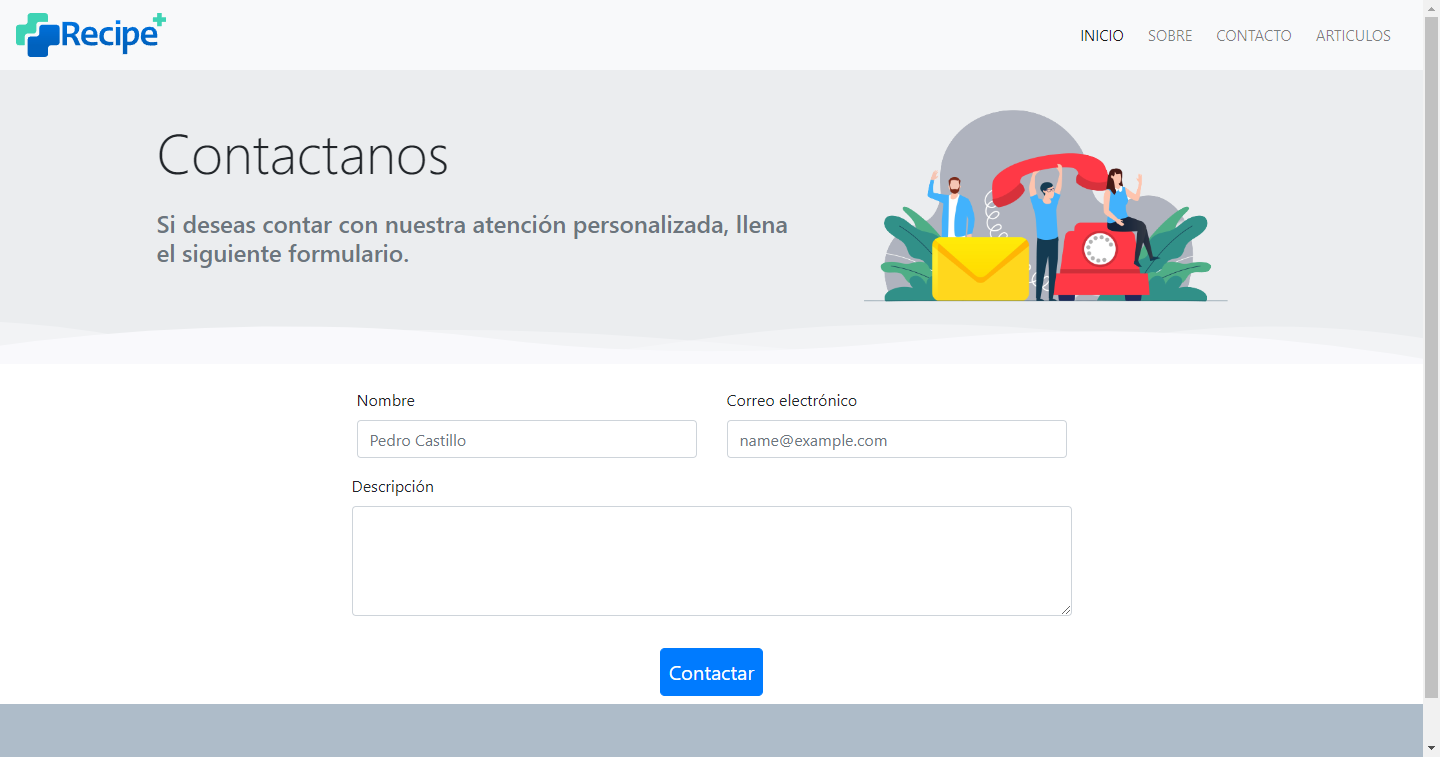 Recipe+
INICIO SOBRE CONTACTO ARTICULOS
Contactanos
Si deseas contar con nuestra atención personalizada, llena
el siguiente formulario.
Nombre
Correo electrónico
Pedro Castillo
name@example.com
Descripción
Contactar